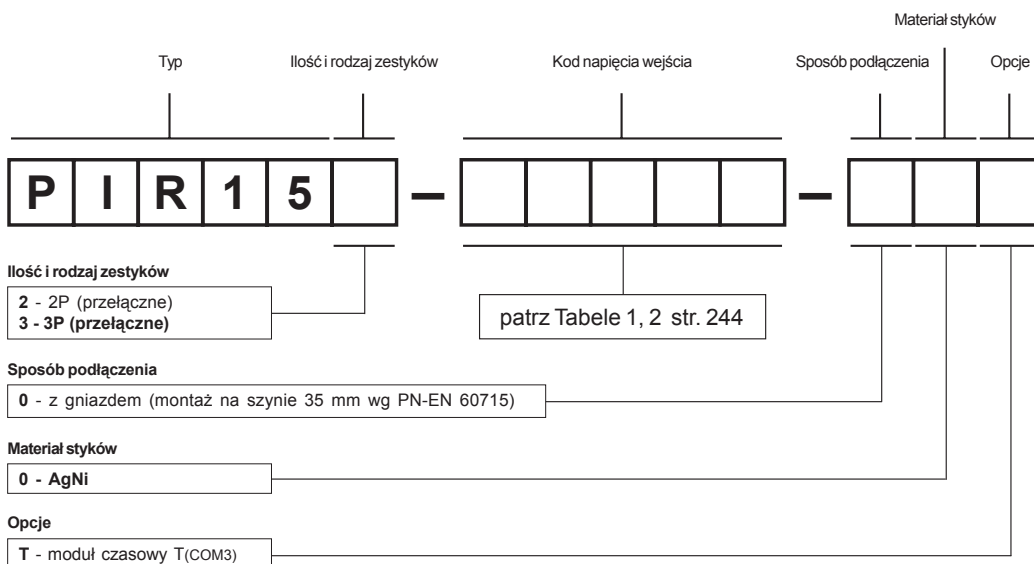 Materiał styków
Typ Ilość i rodzaj zestyków Kod napięcia wejścia Sposób podłączenia Opcje
P I R 1 5 – –
Ilość i rodzaj zestyków
2 - 2P (przełączne)
3 - 3P (przełączne)
patrz Tabele 1, 2 str. 244
Sposób podłączenia
0 - z gniazdem (montaż na szynie 35 mm wg PN-EN 60715)
Materiał styków
0 - AgNi
Opcje
T - moduł czasowy T(COM3)